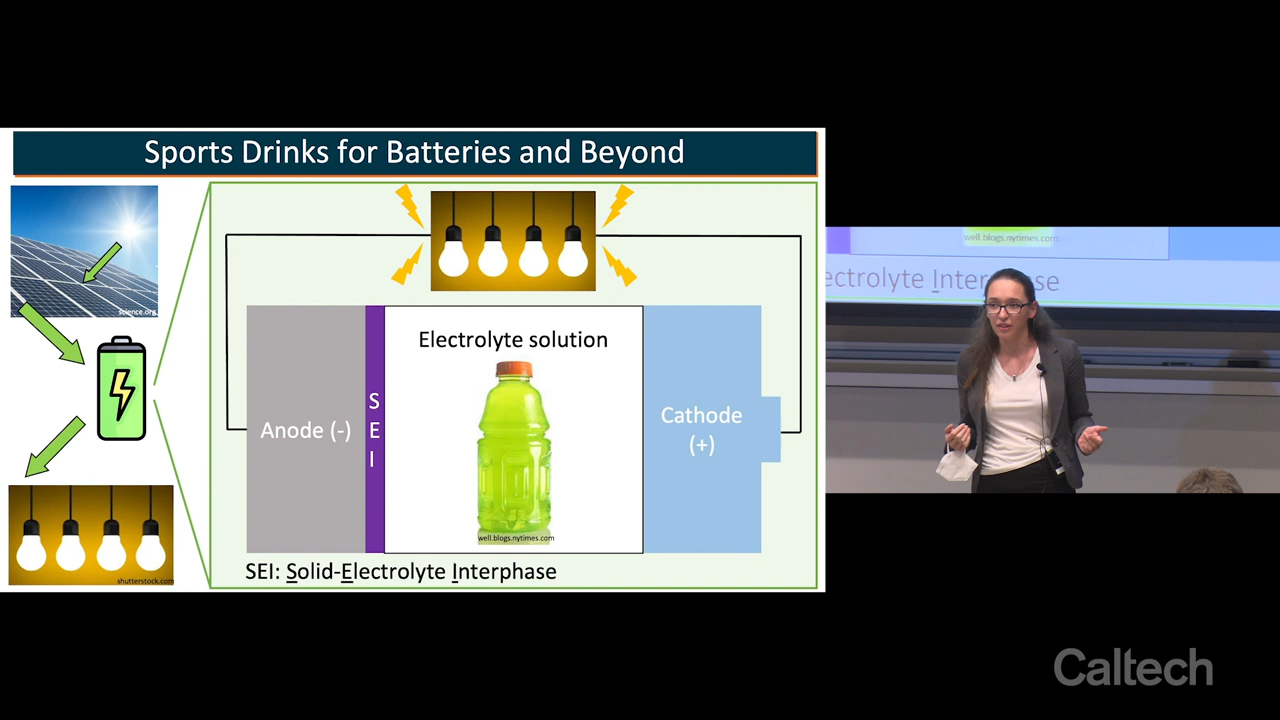 Sports Drinks for Batteries and Beyond
science.org
shutterstock.com
Electrolyte solution
Anode (-)
S
E
I
Cathode
(+)
well.blogs.nytimes.com
SEI: Solid-Electrolyte Interphase
well.blogs.nytimes.com
ectrolyte Interphase
Caltech